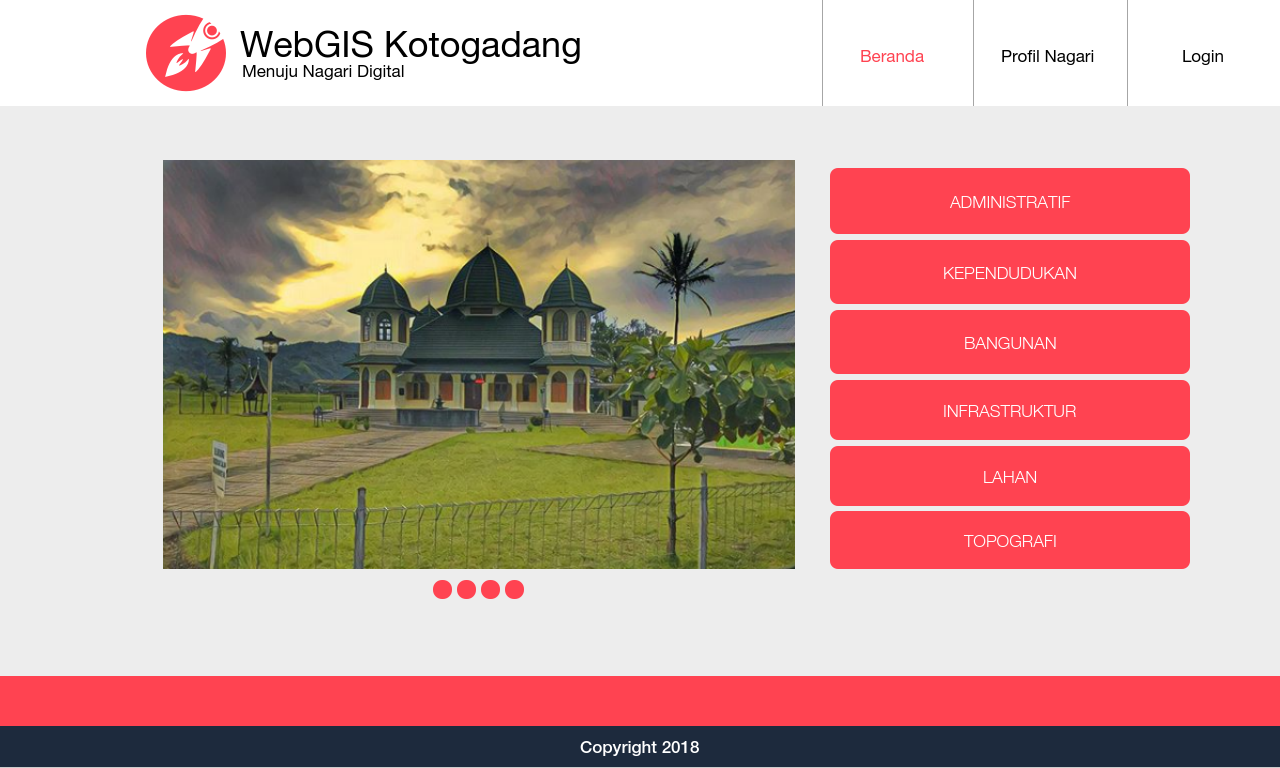 WebGIS Kotogadang
Menuju Nagari Digital
Beranda
Profil Nagari
Login
ADMINISTRATIF
KEPENDUDUKAN
BANGUNAN
INFRASTRUKTUR
LAHAN
TOPOGRAFI
Copyright 2018